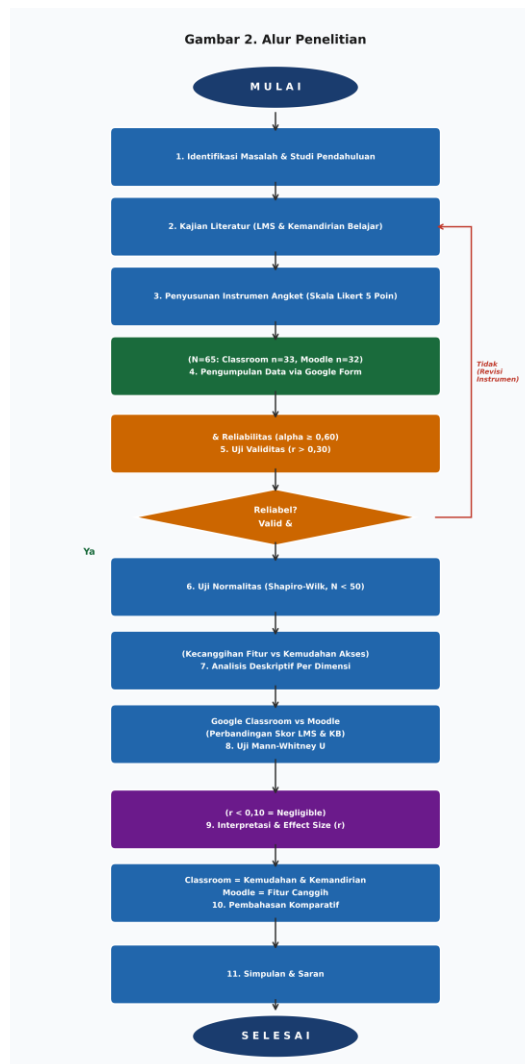 Gambar 2. Alur Penelitian
M U L A I
1. Identifikasi Masalah & Studi Pendahuluan
2. Kajian Literatur (LMS & Kemandirian Belajar)
3. Penyusunan Instrumen Angket (Skala Likert 5 Poin)
(N=65: Classroom n=33, Moodle n=32)
4. Pengumpulan Data via Google Form
Tidak
(Revisi
Instrumen)
& Reliabilitas (alpha ≥ 0,60)
5. Uji Validitas (r > 0,30)
Reliabel?
Valid &
Ya
6. Uji Normalitas (Shapiro-Wilk, N < 50)
(Kecanggihan Fitur vs Kemudahan Akses)
7. Analisis Deskriptif Per Dimensi
Google Classroom vs Moodle
(Perbandingan Skor LMS & KB)
8. Uji Mann-Whitney U
(r < 0,10 = Negligible)
9. Interpretasi & Effect Size (r)
Classroom = Kemudahan & Kemandirian
Moodle = Fitur Canggih
10. Pembahasan Komparatif
11. Simpulan & Saran
S E L E S A I